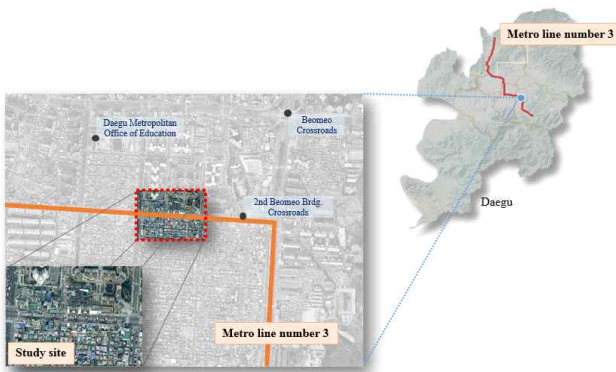 Metro line number 3
Daegu Metropolitan
Office of Education
Beomeo
Crossroads
2nd Beomeo Brdg.
Crossroads
Daegu
Metro line number 3
Study site